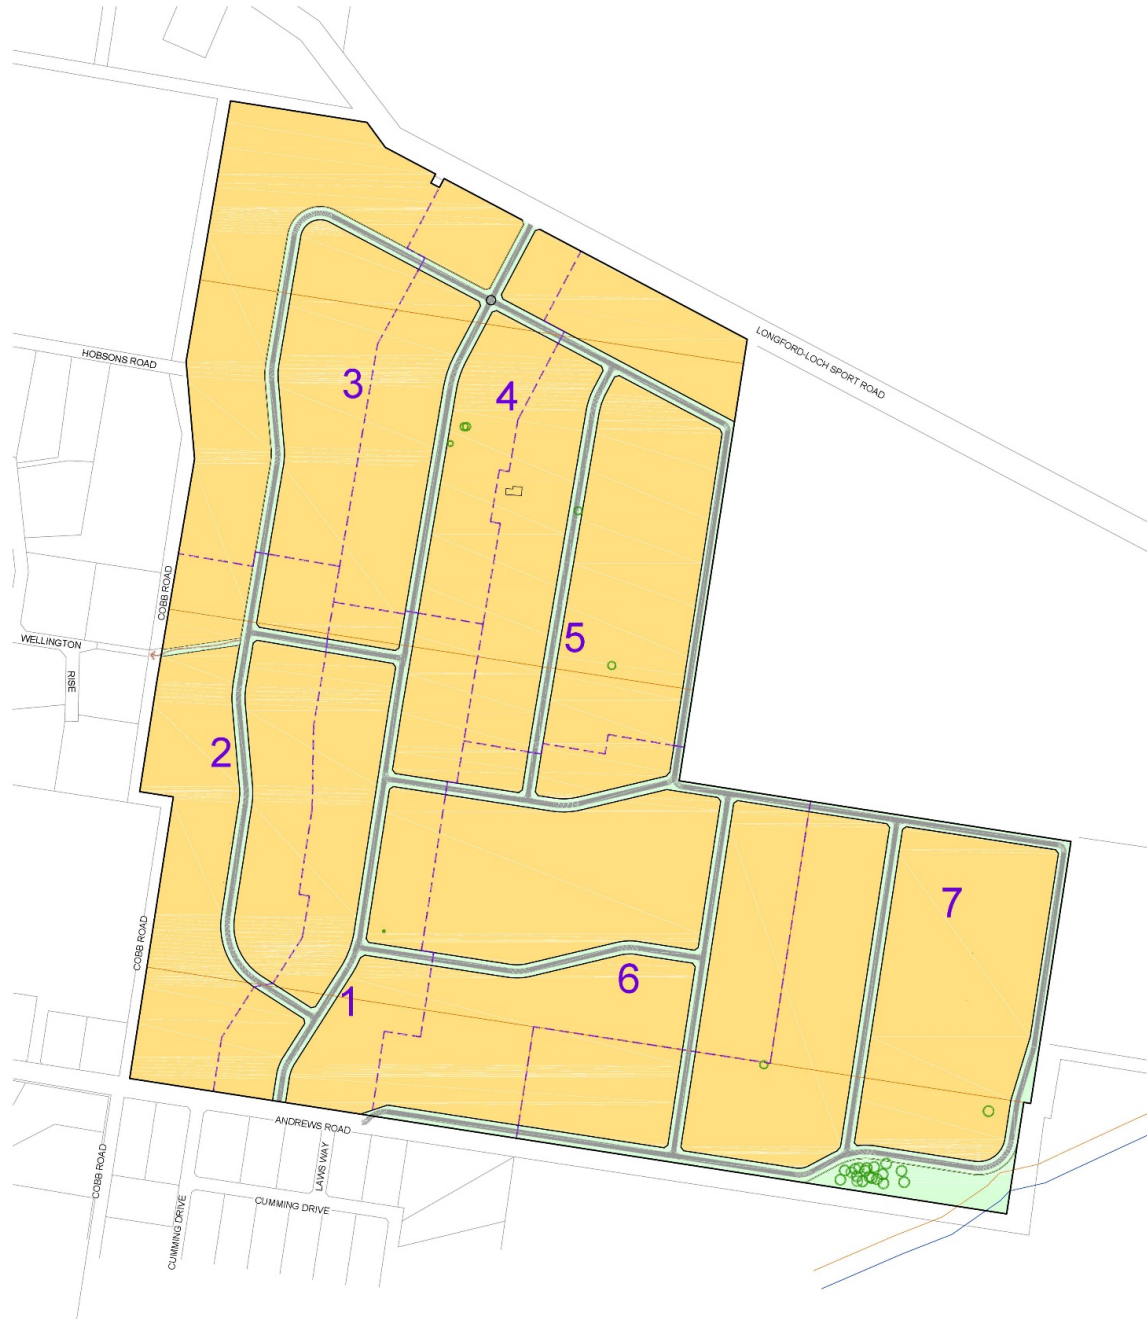 LONGFORD-LOCH SPORT ROAD
HOBSONS ROAD
3
4
COBB ROAD
WELLINGTON
RISE
5
2
7
COBB ROAD
6
1
ANDREWS ROAD
LAWS WAY
COBB ROAD
CUMMING DRIVE
CUMMING DRIVE